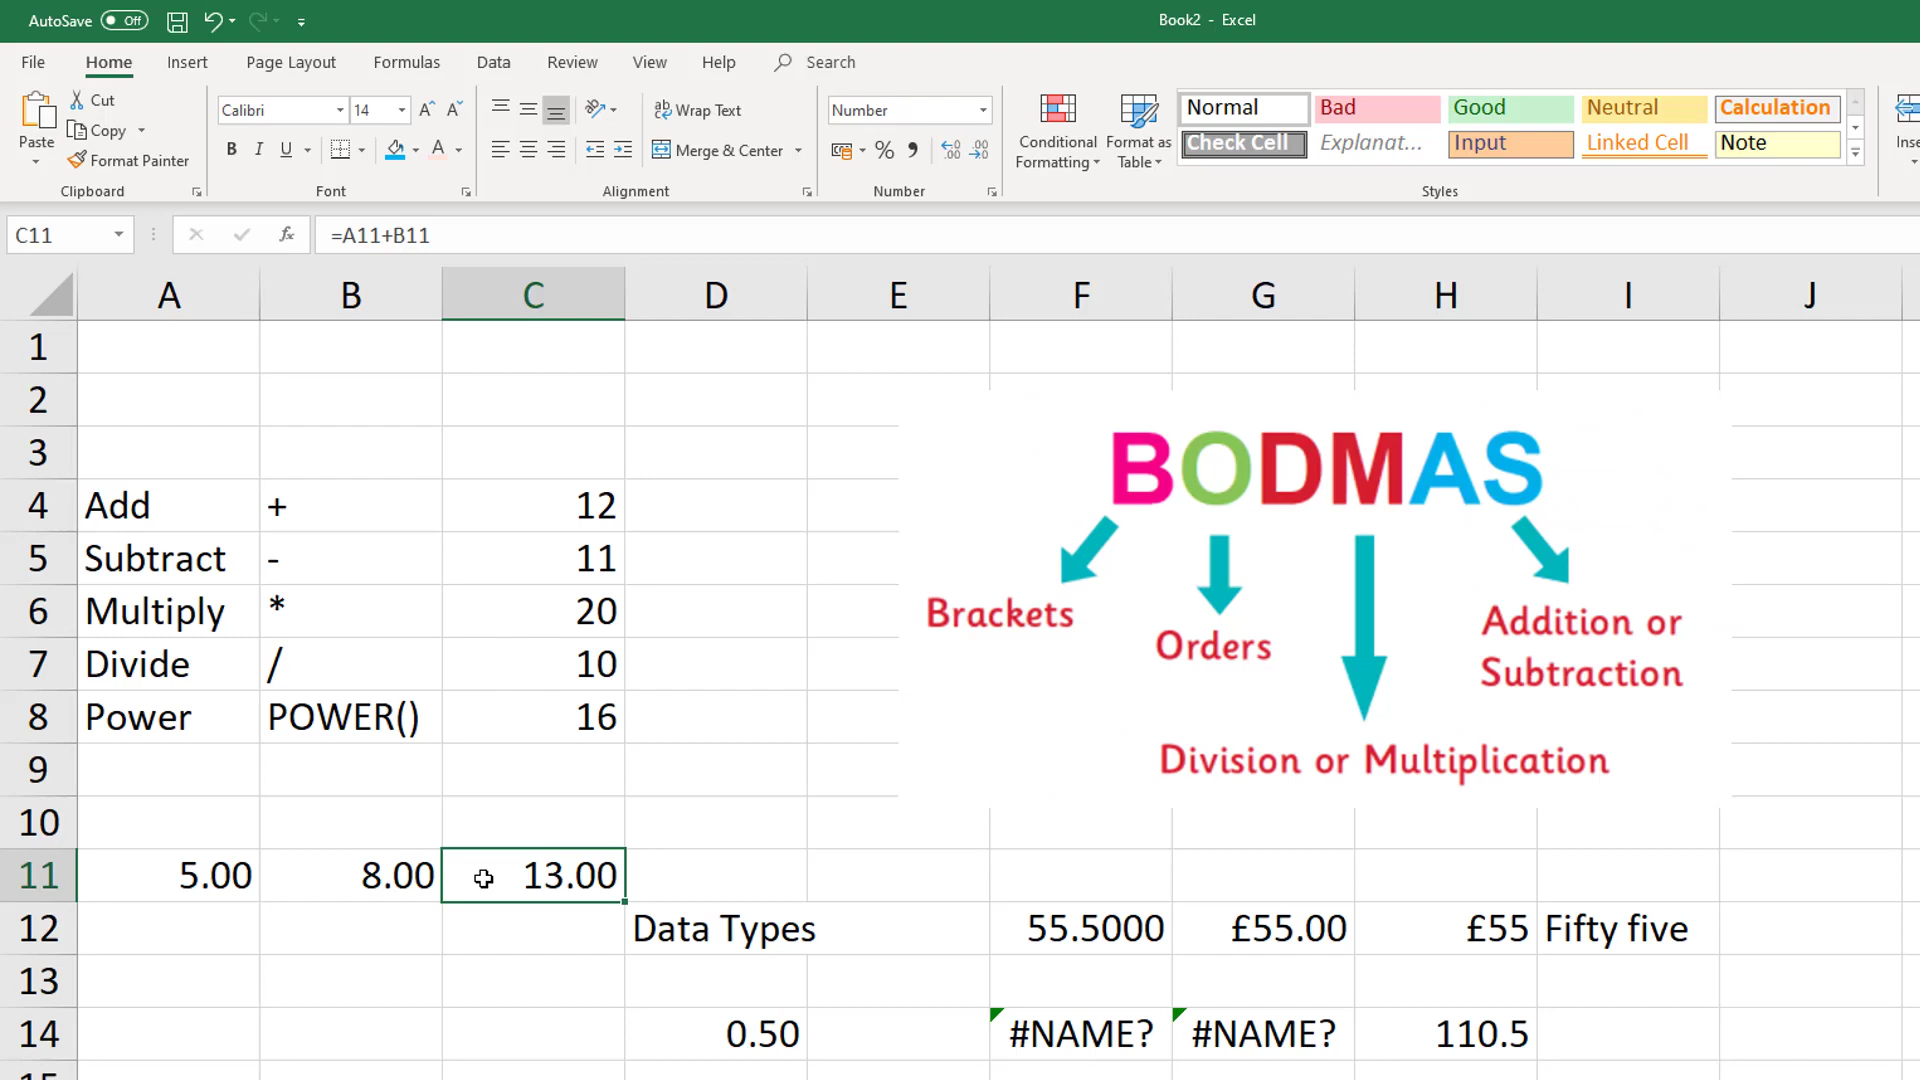 AutoSave Off Book2 - Excel
File Home Insert Page Layout Formulas Data Review View Help Search
Paste
Cut
Copy
Format Painter
Clipboard
Calibri 14
B I U
Font
Wrap Text
Merge & Center
Alignment
Number
Number
Conditional Formatting
Format as Table
Normal Bad Good Neutral Calculation
Check Cell Explanat... Input Linked Cell Note
Styles
Inse
C11 fx =A11+B11
A B C D E F G H I J
1
2
3
4 Add + 12
5 Subtract - 11
6 Multiply * 20
7 Divide / 10
8 Power POWER() 16
9
10
11 5.00 8.00 13.00
12 Data Types 55.5000 £55.00 £55 Fifty five
13
14 0.50 #NAME? #NAME? 110.5
BODMAS
Brackets
Orders
Addition or
Subtraction
Division or Multiplication